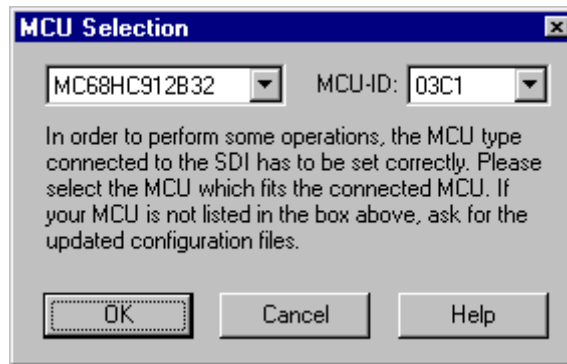 MCU Selection
MC68HC912B32 MCU-ID: 03C1
In order to perform some operations, the MCU type
connected to the SDI has to be set correctly. Please
select the MCU which fits the connected MCU. If
your MCU is not listed in the box above, ask for the
updated configuration files.
OK Cancel Help